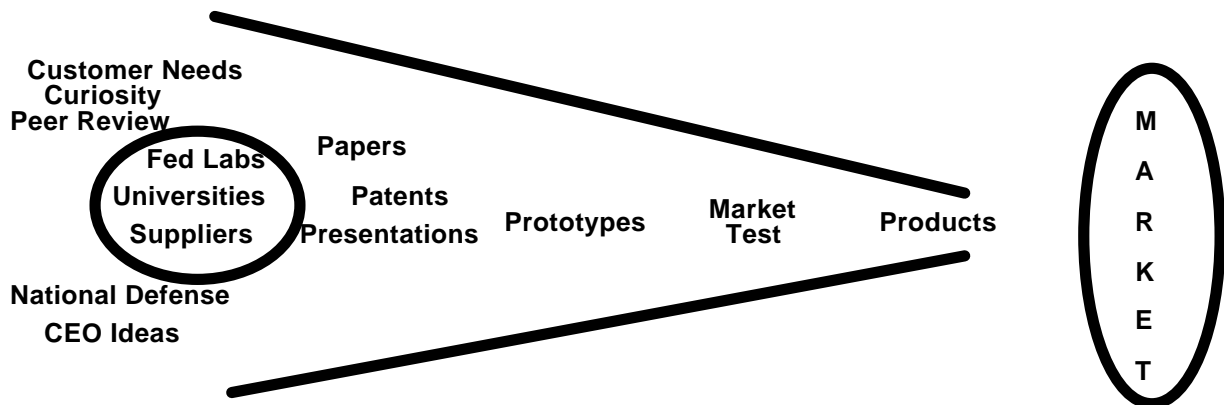 Customer Needs
Curiosity
Peer Review
Fed Labs
Universities
Suppliers
National Defense
CEO Ideas
Papers
Patents
Presentations
Prototypes
Market
Test
Products
M
A
R
K
E
T